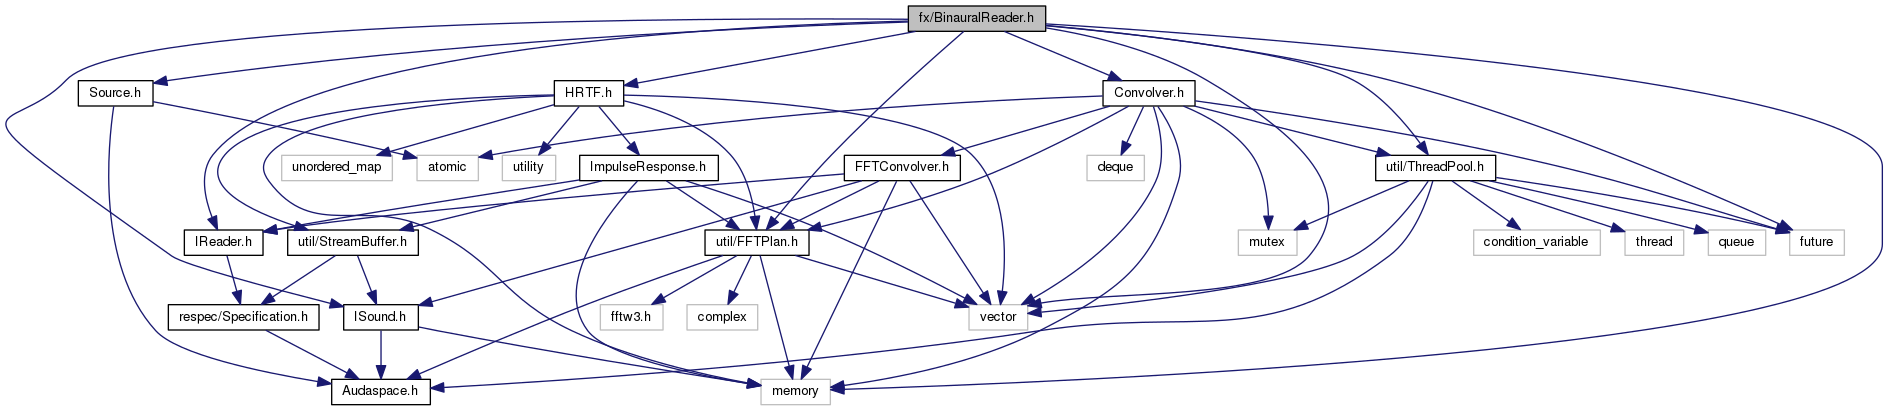 fx/BinauralReader.h
Source.h
HRTF.h
Convolver.h
unordered_map
atomic
utility
ImpulseResponse.h
FFTConvolver.h
deque
util/ThreadPool.h
IReader.h
util/StreamBuffer.h
util/FFTPlan.h
mutex
condition_variable
thread
queue
future
respec/Specification.h
ISound.h
fftw3.h
complex
vector
Audaspace.h
memory